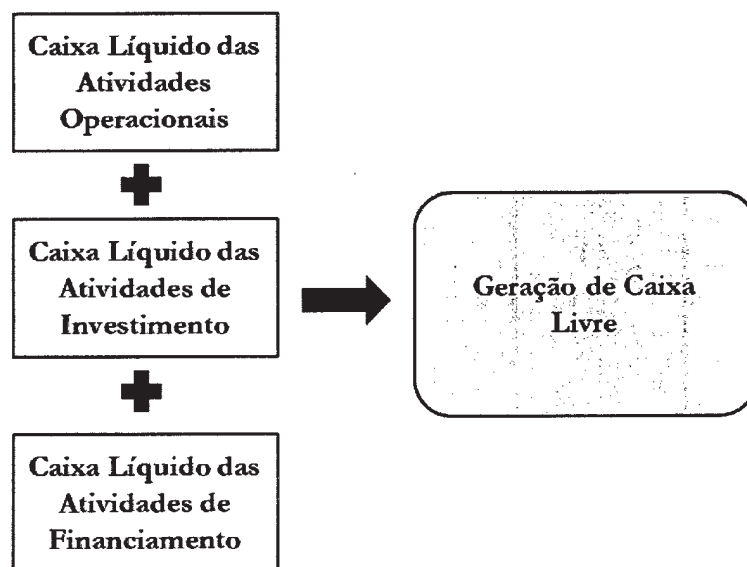 Caixa Líquido das
Atividades
Operacionais
Caixa Líquido das
Atividades de
Investimento
Geração de Caixa
Livre
Caixa Líquido das
Atividades de
Financiamento